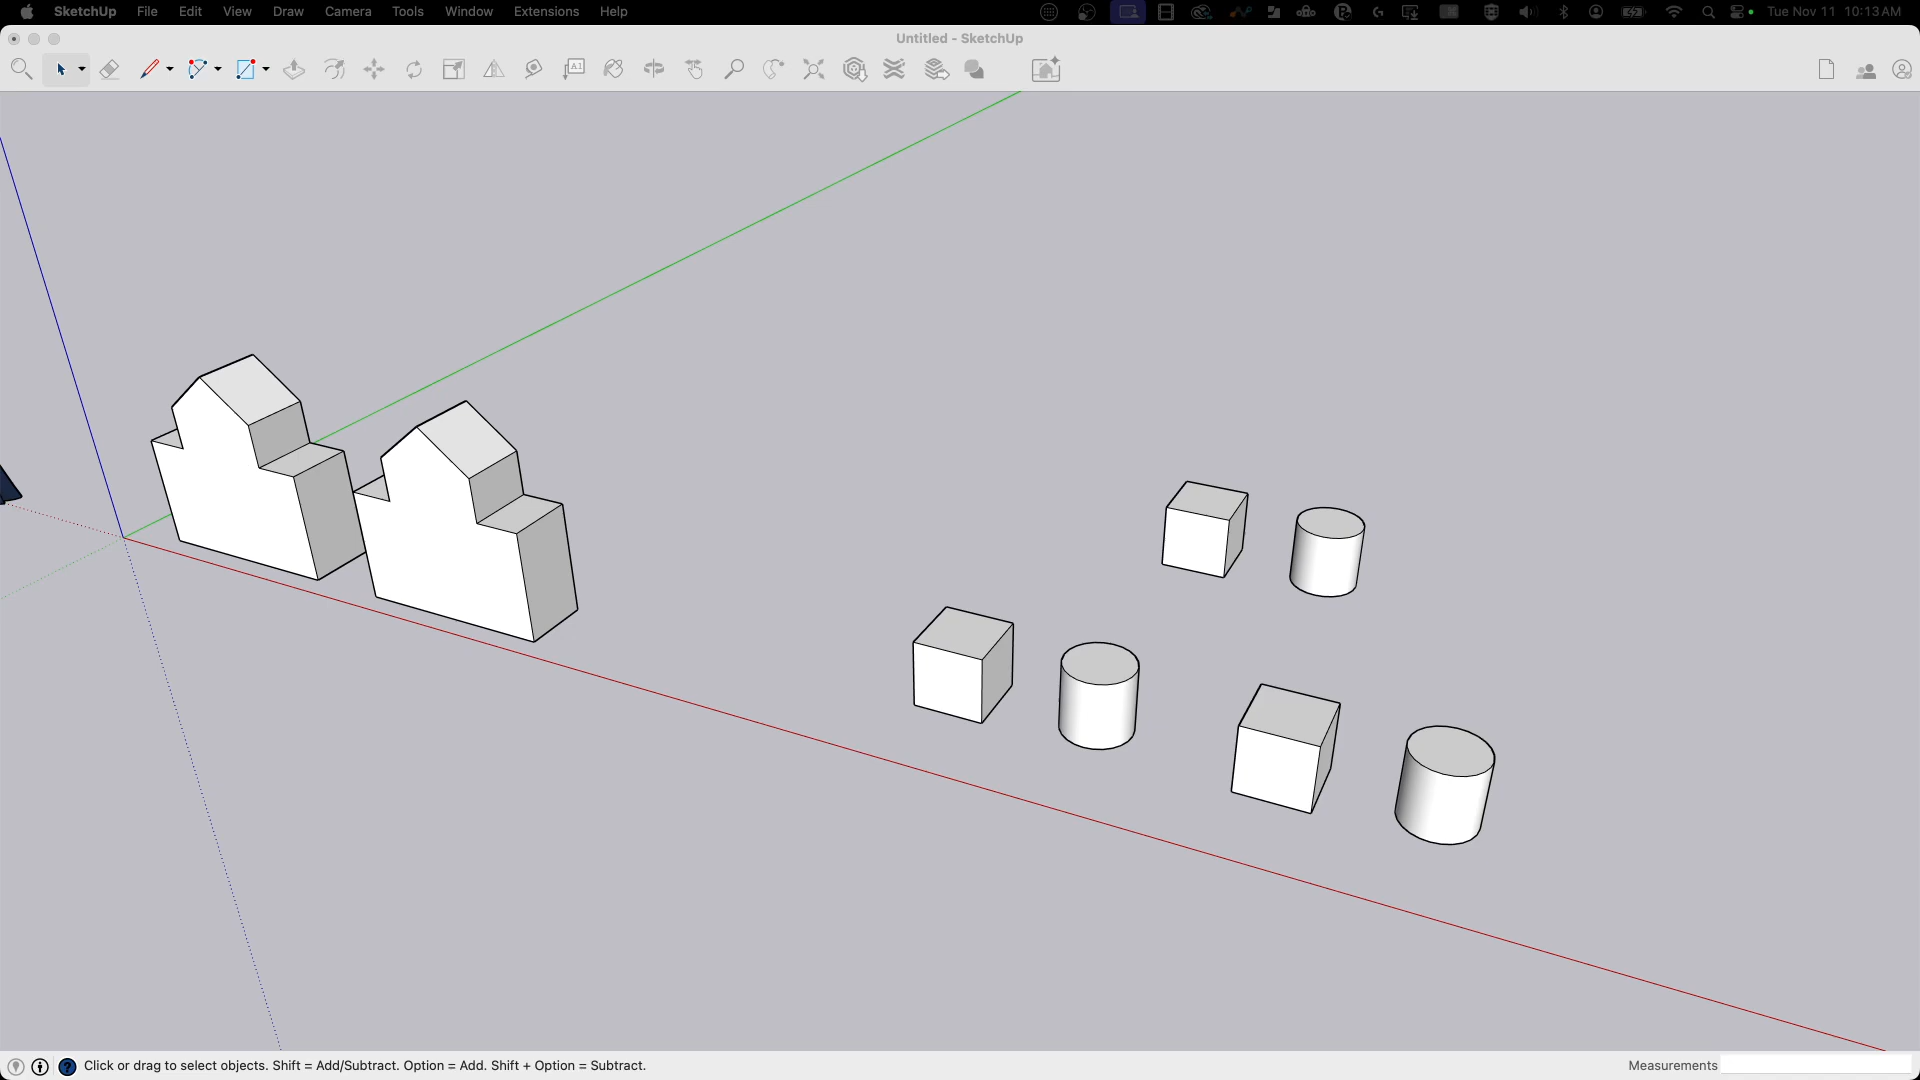 SketchUp File Edit View Draw Camera Tools Window Extensions Help Tue Nov 11 10:13 AM
Untitled - SketchUp
A1
Click or drag to select objects. Shift = Add/Subtract. Option = Add. Shift + Option = Subtract. Measurements